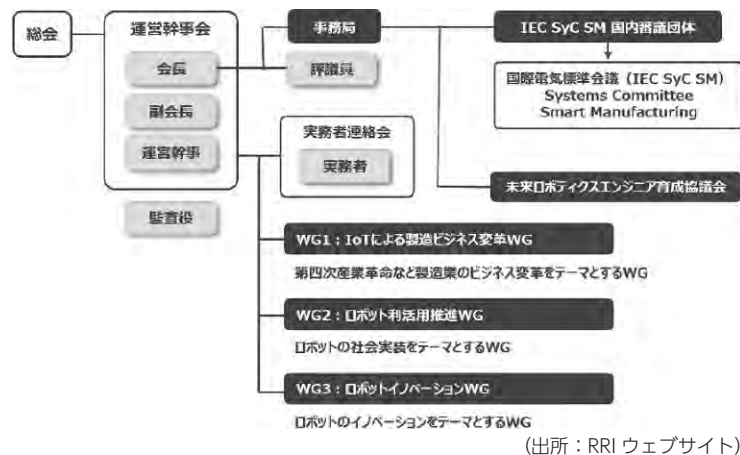 総会
運営幹事会
会長
副会長
運営幹事
監査役
事務局
評議員
実務者連絡会
実務者
IEC SyC SM 国内審議団体
国際電気標準会議（IEC SyC SM）
Systems Committee
Smart Manufacturing
未来ロボティクスエンジニア育成協議会
WG1：IoTによる製造ビジネス変革WG
第四次産業革命など製造業のビジネス変革をテーマとするWG
WG2：ロボット利活用推進WG
ロボットの社会実装をテーマとするWG
WG3：ロボットイノベーションWG
ロボットのイノベーションをテーマとするWG
(出所：RRI ウェブサイト)